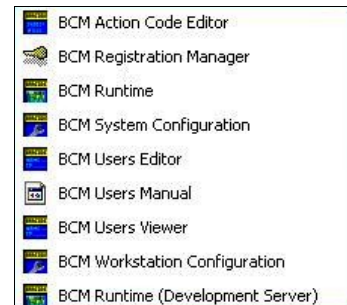 BCM Action Code Editor
BCM Registration Manager
BCM Runtime
BCM System Configuration
BCM Users Editor
BCM Users Manual
BCM Users Viewer
BCM Workstation Configuration
BCM Runtime (Development Server)